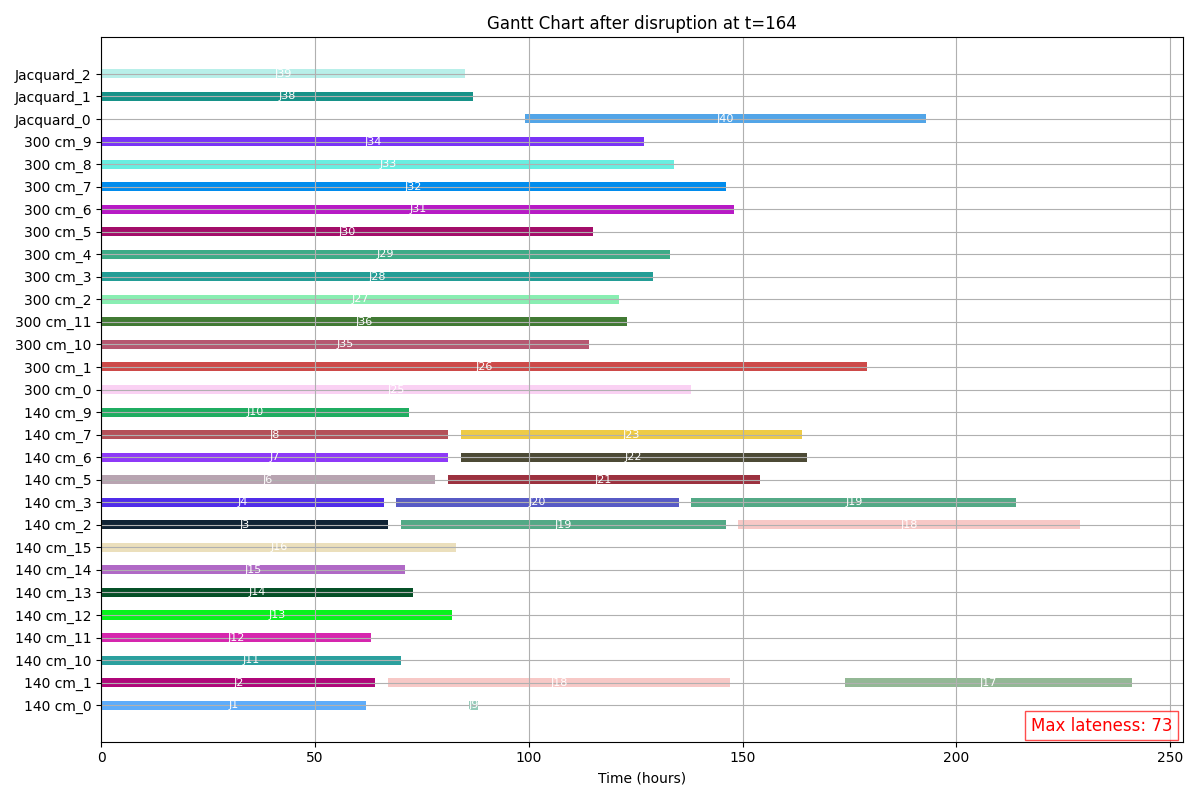 Gantt Chart after disruption at t=164
Jacquard_2 J39
Jacquard_1 J38
Jacquard_0 J40
300 cm_9 J34
300 cm_8 J33
300 cm_7 J32
300 cm_6 J31
300 cm_5 J30
300 cm_4 J29
300 cm_3 J28
300 cm_2 J27
300 cm_11 J36
300 cm_10 J35
300 cm_1 J26
300 cm_0 J25
140 cm_9 J10
140 cm_7 J8 J23
140 cm_6 J7 J22
140 cm_5 J6 J21
140 cm_3 J4 J20 J19
140 cm_2 J3 J19 J18
140 cm_15 J16
140 cm_14 J15
140 cm_13 J14
140 cm_12 J13
140 cm_11 J12
140 cm_10 J11
140 cm_1 J2 J18 J17
140 cm_0 J1 J9
Max lateness: 73
0 50 100 150 200 250
Time (hours)